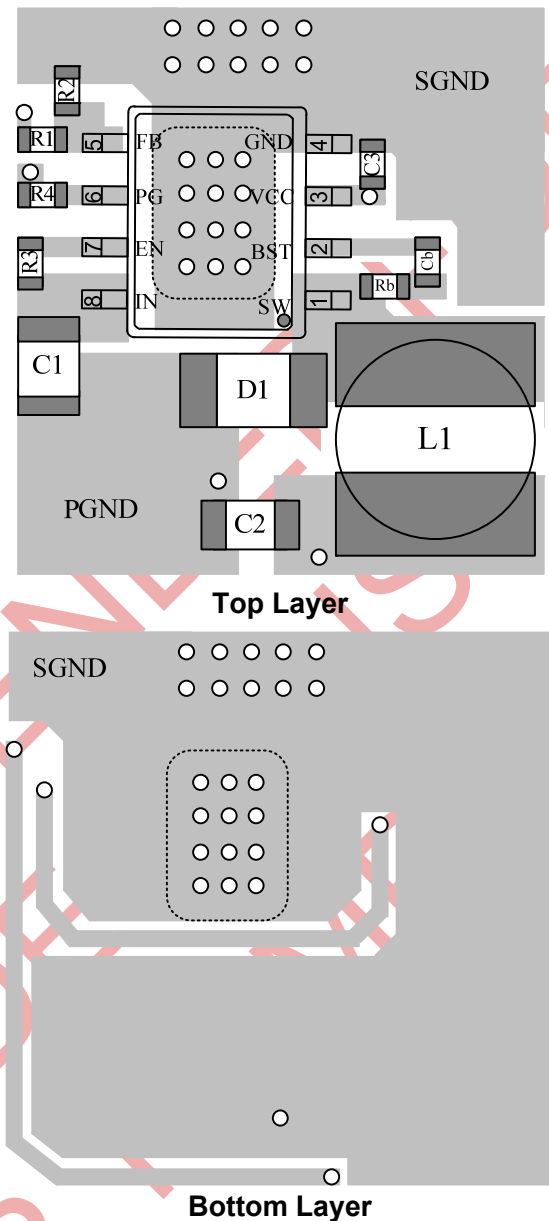 SGND
R2
R1
5
FB
GND
4
C3
R4
6
PG
VCC
3
R3
7
EN
BST
2
Cb
Rb
8
IN
SW
1
C1
D1
L1
PGND
C2
Top Layer
SGND
Bottom Layer